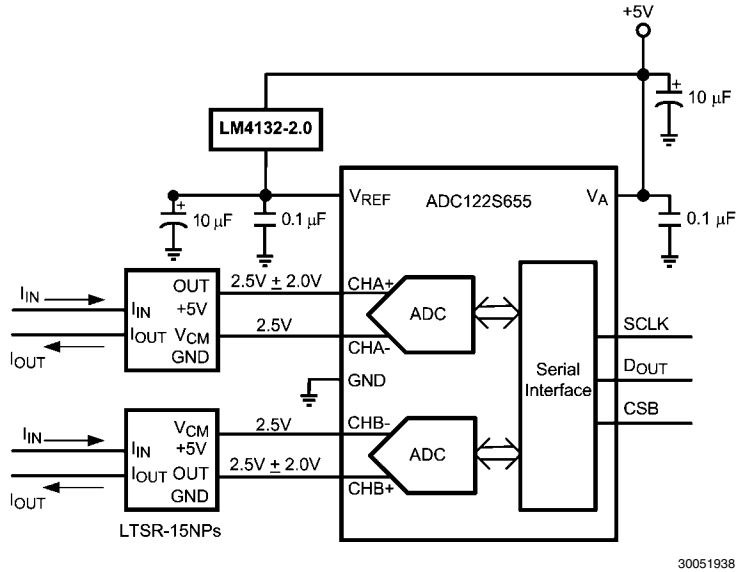 +5V
10 µF
LM4132-2.0
VREF
ADC122S655
VA
10 µF
0.1 µF
0.1 µF
IIN
IIN
OUT
+5V
IOUT
VCM
GND
IOUT
2.5V ± 2.0V
CHA+
2.5V
CHA-
ADC
GND
Serial
Interface
SCLK
DOUT
CSB
IIN
IIN
VCM
+5V
IOUT
OUT
GND
IOUT
2.5V
CHB-
2.5V ± 2.0V
CHB+
ADC
LTSR-15NPs
30051938